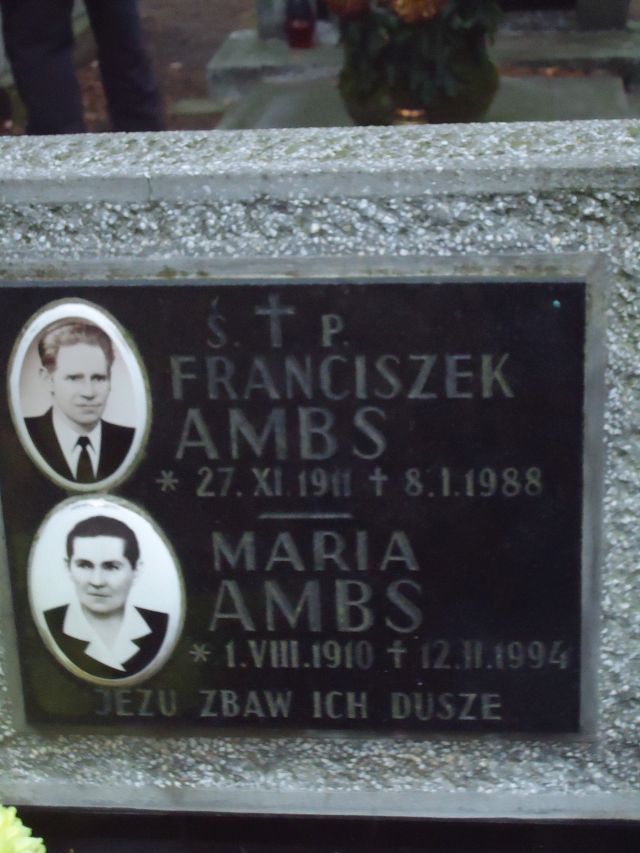 Ś. † P.
FRANCISZEK
AMBS
* 27. XI. 1911 † 8.1.1988
MARIA
AMBS
* 1.VIII.1910 † 12.II.1994
JEZU ZBAW ICH DUSZE